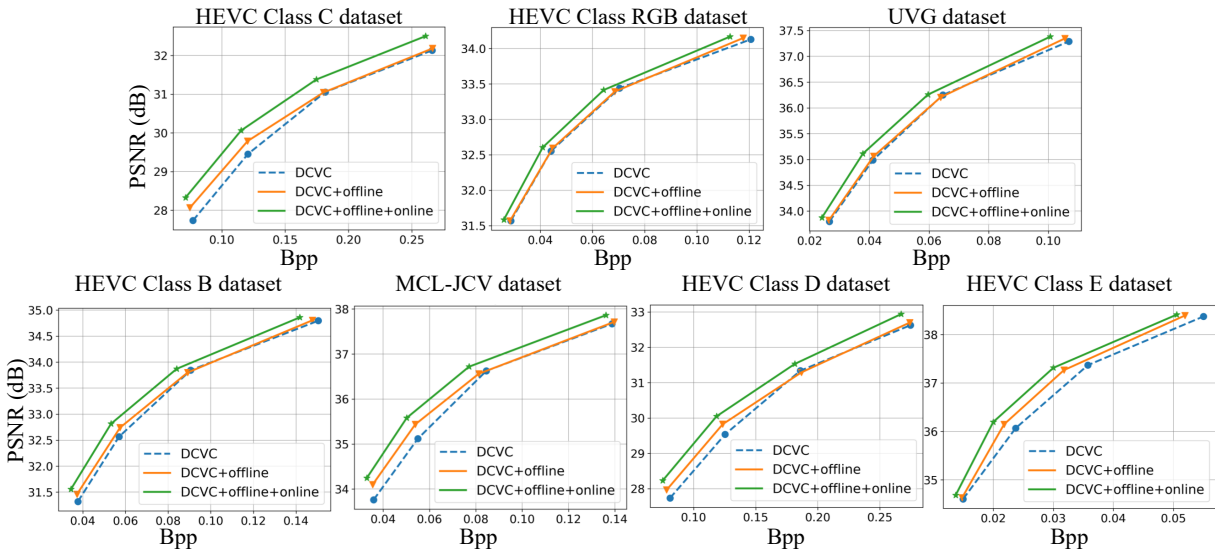 HEVC Class C dataset
PSNR (dB)
32
31
30
29
28
DCVC
DCVC+offline
DCVC+offline+online
0.10 0.15 0.20 0.25
Bpp
HEVC Class RGB dataset
34.0
33.5
33.0
32.5
32.0
31.5
DCVC
DCVC+offline
DCVC+offline+online
0.04 0.06 0.08 0.10 0.12
Bpp
UVG dataset
37.5
37.0
36.5
36.0
35.5
35.0
34.5
34.0
DCVC
DCVC+offline
DCVC+offline+online
0.02 0.04 0.06 0.08 0.10
Bpp
HEVC Class B dataset
PSNR (dB)
35.0
34.5
34.0
33.5
33.0
32.5
32.0
31.5
DCVC
DCVC+offline
DCVC+offline+online
0.04 0.06 0.08 0.10 0.12 0.14
Bpp
MCL-JCV dataset
38
37
36
35
34
DCVC
DCVC+offline
DCVC+offline+online
0.04 0.06 0.08 0.10 0.12 0.14
Bpp
HEVC Class D dataset
33
32
31
30
29
28
DCVC
DCVC+offline
DCVC+offline+online
0.10 0.15 0.20 0.25
Bpp
HEVC Class E dataset
38
37
36
35
DCVC
DCVC+offline
DCVC+offline+online
0.02 0.03 0.04 0.05
Bpp